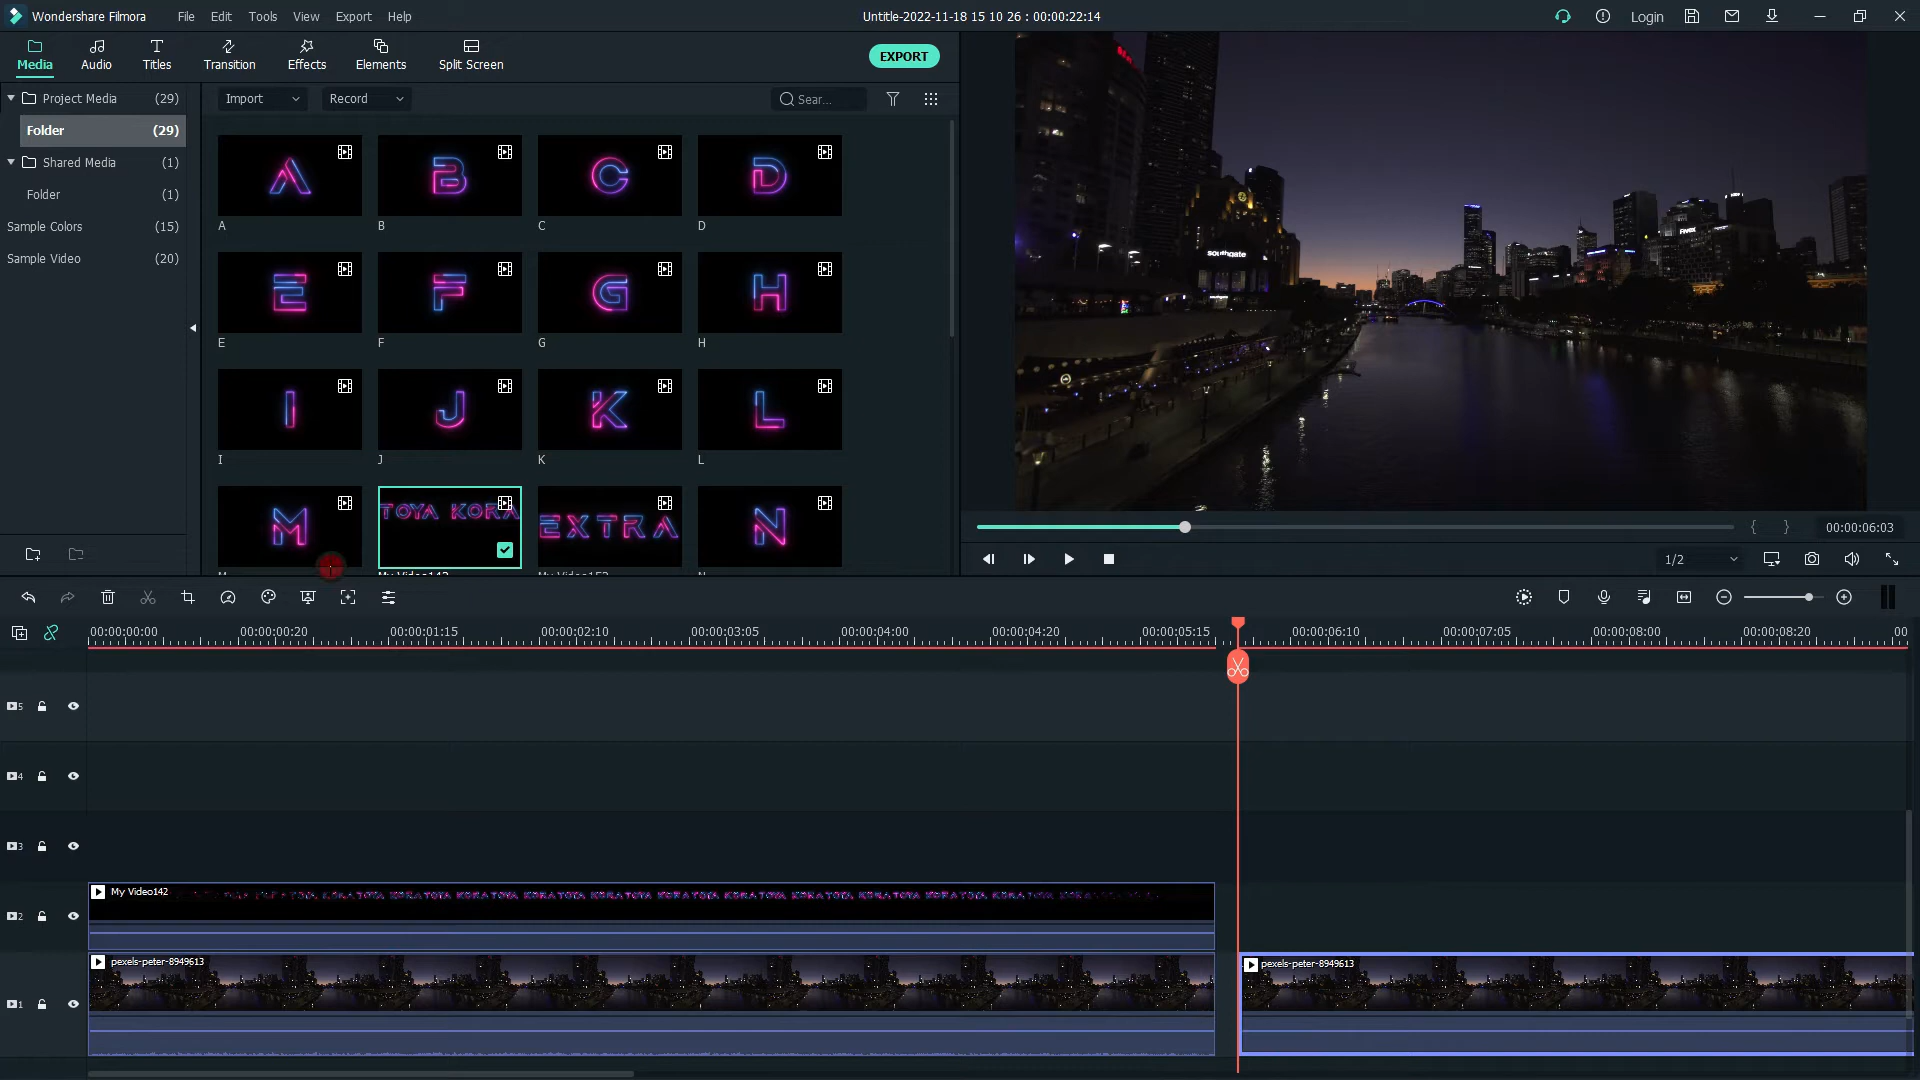 Wondershare Filmora
File Edit Tools View Export Help
Untitle-2022-11-18 15 10 26 : 00:00:22:14
Login
Media
Audio
Titles
Transition
Effects
Elements
Split Screen
EXPORT
Project Media (29)
Folder (29)
Shared Media (1)
Folder (1)
Sample Colors (15)
Sample Video (20)
Import
Record
Sear...
A B C D
A B C D
E F G H
E F G H
I J K L
I J K L
M TOYA KORA EXTRA N
southgate
{ } 00:00:06:03
1/2
00:00:00:00 00:00:00:20 00:00:01:15 00:00:02:10 00:00:03:05 00:00:04:00 00:00:04:20 00:00:05:15 00:00:06:10 00:00:07:05 00:00:08:00 00:00:08:20 00
5
4
3
2
My Video142
1
pexels-peter-8949613
pexels-peter-8949613